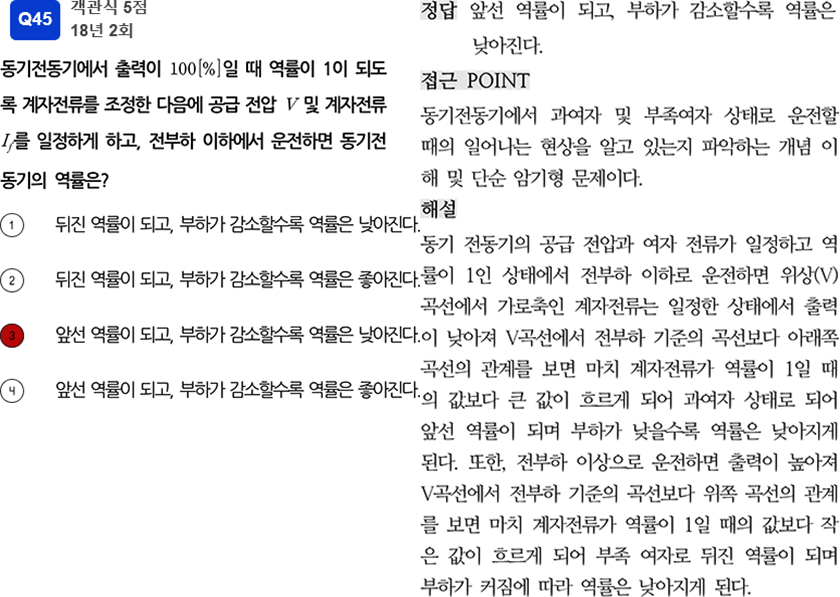 Q45
객관식 5점
18년 2회
동기전동기에서 출력이 100[%]일 때 역률이 1이 되도
록 계자전류를 조정한 다음에 공급 전압 V 및 계자전류
I_f를 일정하게 하고, 전부하 이하에서 운전하면 동기전
동기의 역률은?
① 뒤진 역률이 되고, 부하가 감소할수록 역률은 낮아진다.
② 뒤진 역률이 되고, 부하가 감소할수록 역률은 좋아진다.
③ 앞선 역률이 되고, 부하가 감소할수록 역률은 낮아진다.
④ 앞선 역률이 되고, 부하가 감소할수록 역률은 좋아진다.
정답 앞선 역률이 되고, 부하가 감소할수록 역률은
낮아진다.
접근 POINT
동기전동기에서 과여자 및 부족여자 상태로 운전할
때의 일어나는 현상을 알고 있는지 파악하는 개념 이
해 및 단순 암기형 문제이다.
해설
동기 전동기의 공급 전압과 여자 전류가 일정하고 역
률이 1인 상태에서 전부하 이하로 운전하면 위상(V)
곡선에서 가로축인 계자전류는 일정한 상태에서 출력
이 낮아져 V곡선에서 전부하 기준의 곡선보다 아래쪽
곡선의 관계를 보면 마치 계자전류가 역률이 1일 때
의 값보다 큰 값이 흐르게 되어 과여자 상태로 되어
앞선 역률이 되며 부하가 낮을수록 역률은 낮아지게
된다. 또한, 전부하 이상으로 운전하면 출력이 높아져
V곡선에서 전부하 기준의 곡선보다 위쪽 곡선의 관계
를 보면 마치 계자전류가 역률이 1일 때의 값보다 작
은 값이 흐르게 되어 부족 여자로 뒤진 역률이 되며
부하가 커짐에 따라 역률은 낮아지게 된다.